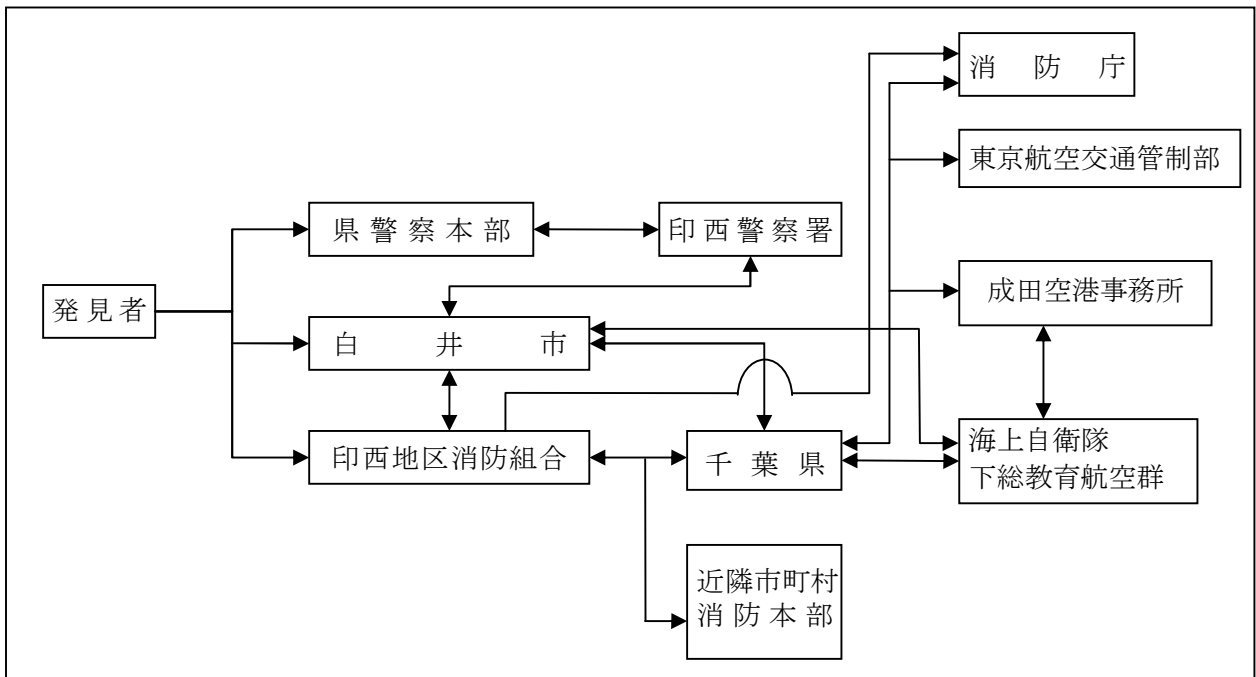 消防庁
東京航空交通管制部
県警察本部
印西警察署
成田空港事務所
発見者
白井市
印西地区消防組合
千葉県
海上自衛隊
下総教育航空群
近隣市町村
消防本部